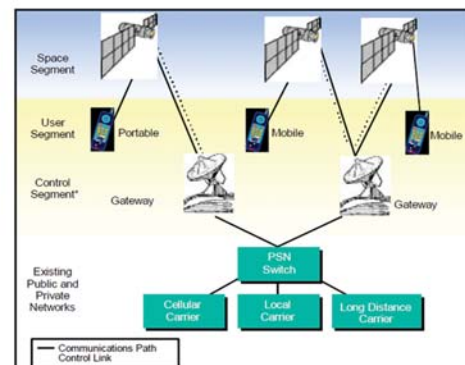 Space
Segment
User
Segment
Portable
Mobile
Mobile
Control
Segment*
Gateway
Gateway
PSN
Switch
Existing
Public and
Private
Networks
Cellular
Carrier
Local
Carrier
Long Distance
Carrier
Communications Path
Control Link